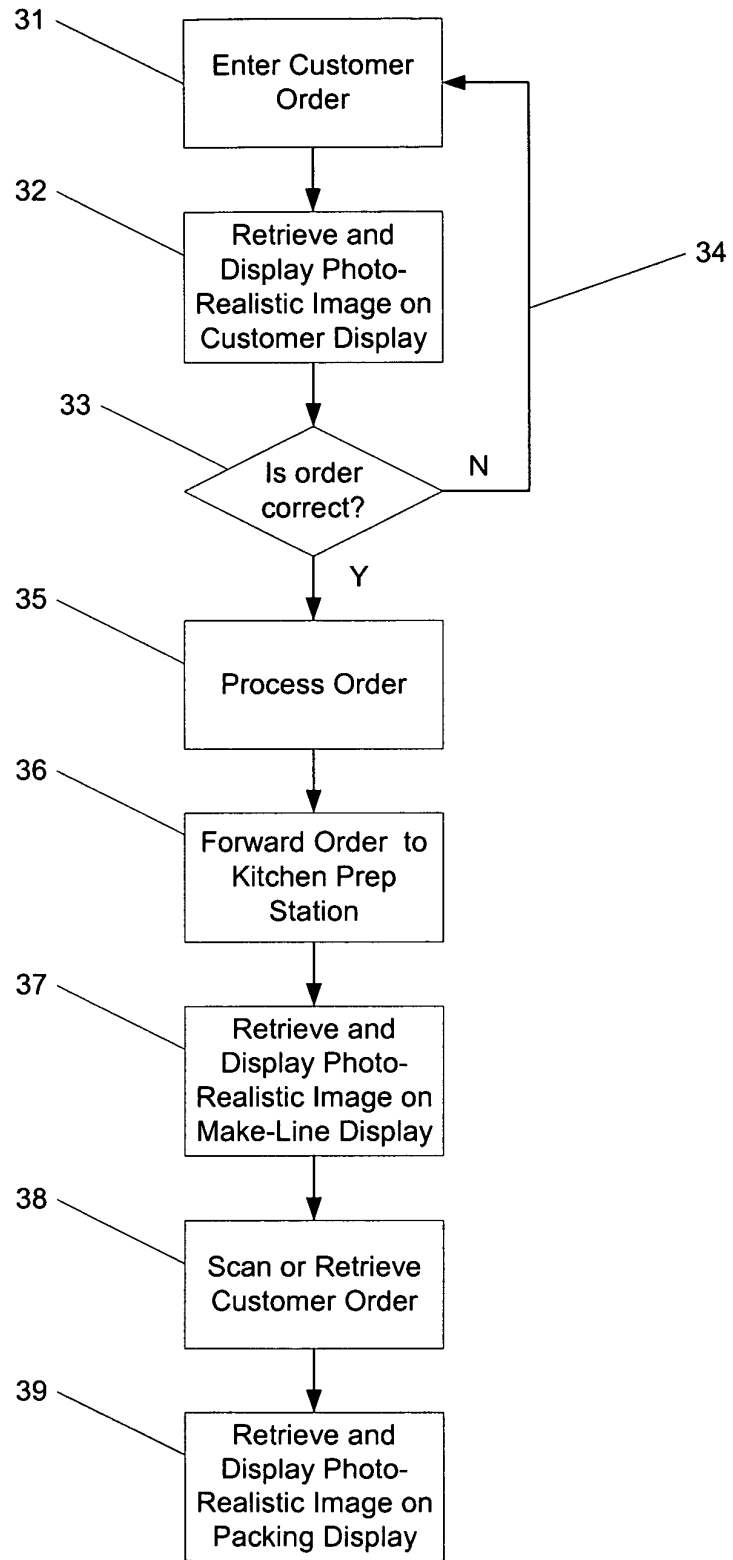 31
Enter Customer
Order
32
Retrieve and
Display Photo-
Realistic Image on
Customer Display
34
33
Is order
correct?
N
Y
35
Process Order
36
Forward Order to
Kitchen Prep
Station
37
Retrieve and
Display Photo-
Realistic Image on
Make-Line Display
38
Scan or Retrieve
Customer Order
39
Retrieve and
Display Photo-
Realistic Image on
Packing Display